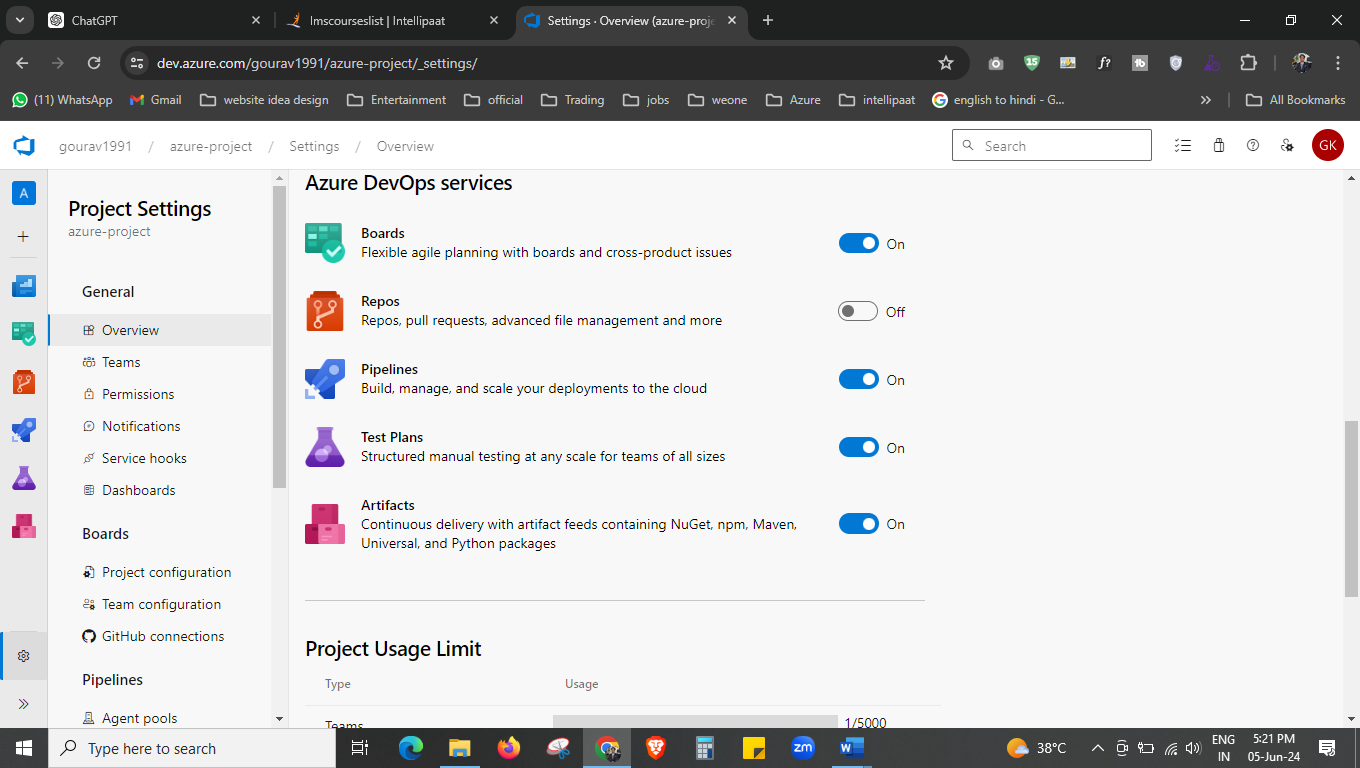 ChatGPT
lmscourseslist | Intellipaat
Settings · Overview (azure-proje
dev.azure.com/gourav1991/azure-project/_settings/
15
f?
tb
(11) WhatsApp
Gmail
website idea design
Entertainment
official
Trading
jobs
weone
Azure
intellipaat
english to hindi - G...
All Bookmarks
gourav1991 / azure-project / Settings / Overview
Search
GK
A
Project Settings
azure-project
General
Overview
Teams
Permissions
Notifications
Service hooks
Dashboards
Boards
Project configuration
Team configuration
GitHub connections
Pipelines
Agent pools
Azure DevOps services
Boards
Flexible agile planning with boards and cross-product issues
On
Repos
Repos, pull requests, advanced file management and more
Off
Pipelines
Build, manage, and scale your deployments to the cloud
On
Test Plans
Structured manual testing at any scale for teams of all sizes
On
Artifacts
Continuous delivery with artifact feeds containing NuGet, npm, Maven,
Universal, and Python packages
On
Project Usage Limit
Type Usage
Teams 1/5000
Type here to search
zm
38°C
ENG
IN
5:21 PM
05-Jun-24